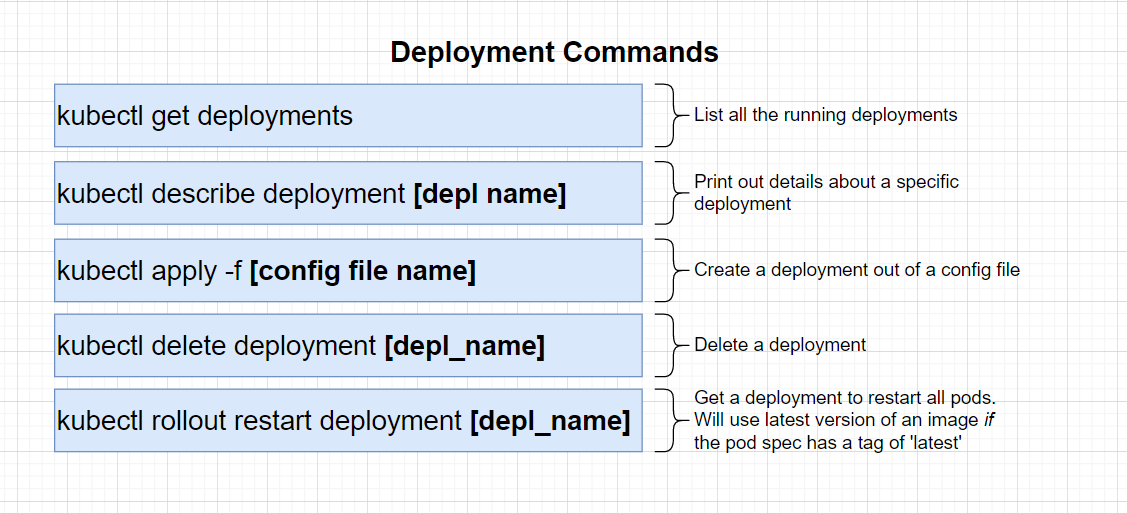 Deployment Commands
kubectl get deployments
List all the running deployments
kubectl describe deployment [depl name]
Print out details about a specific
deployment
kubectl apply -f [config file name]
Create a deployment out of a config file
kubectl delete deployment [depl_name]
Delete a deployment
kubectl rollout restart deployment [depl_name]
Get a deployment to restart all pods.
Will use latest version of an image if
the pod spec has a tag of 'latest'